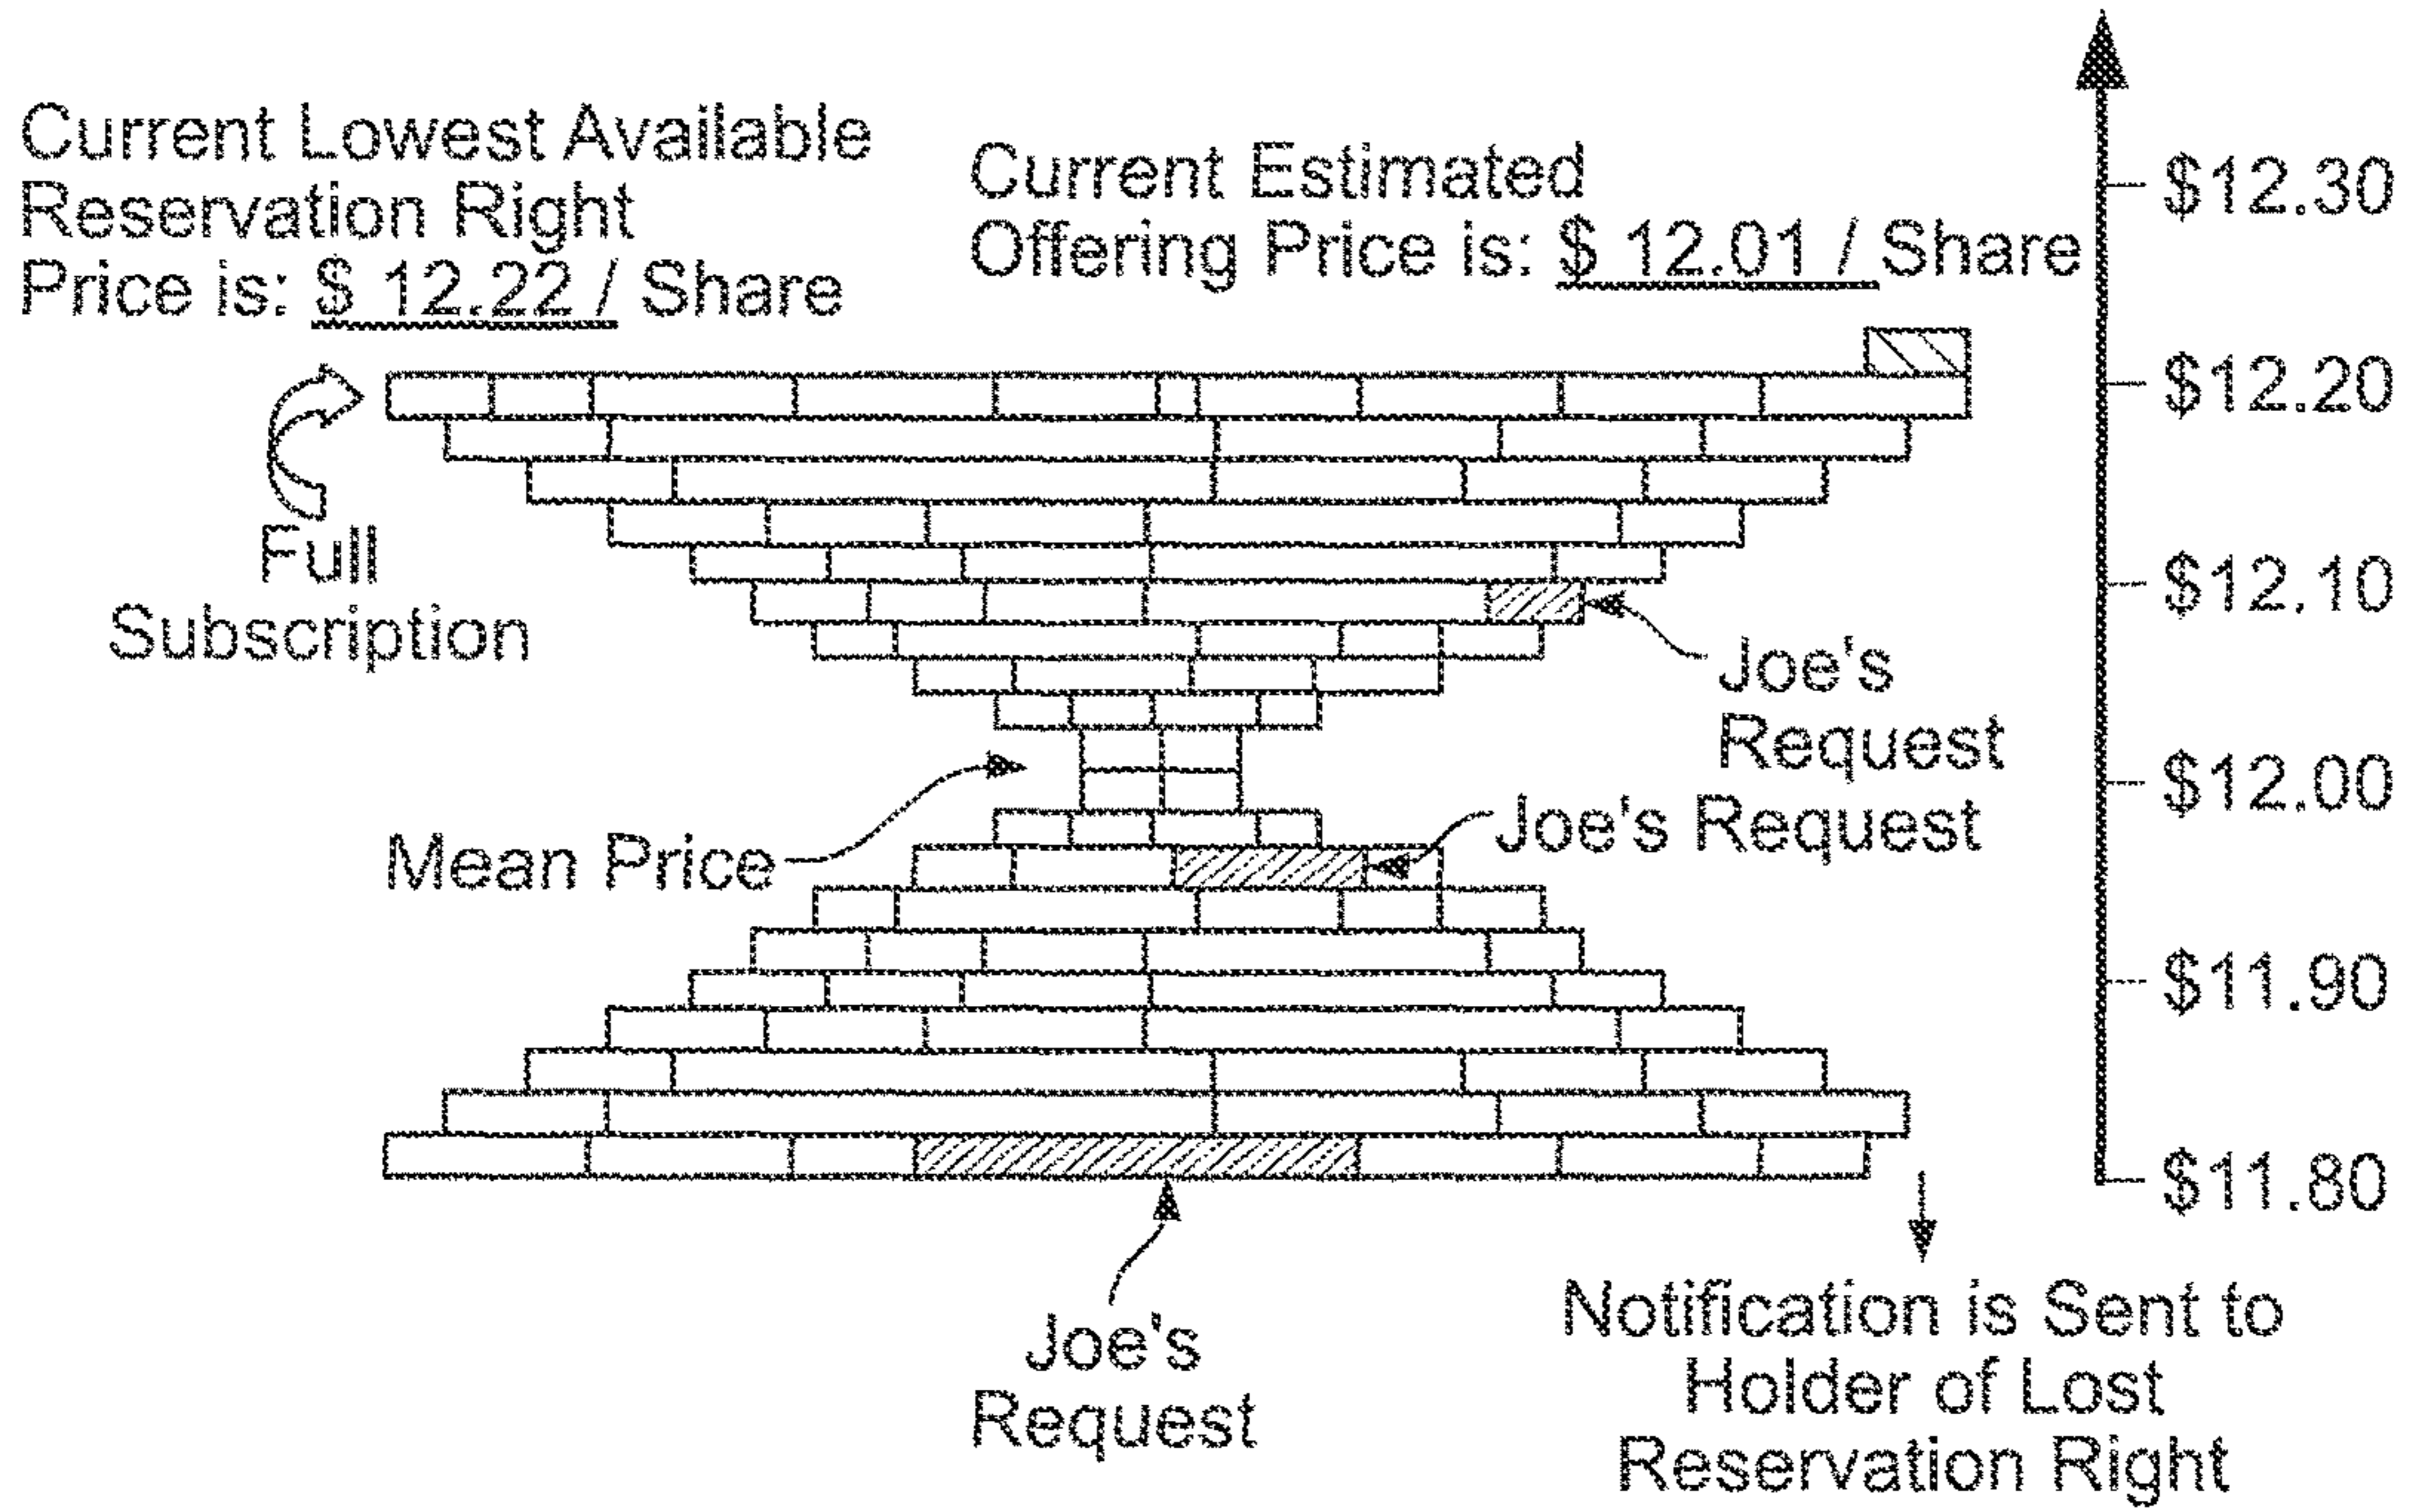 Current Lowest Available
Reservation Right
Price is: $ 12.22 / Share
Current Estimated
Offering Price is: $ 12.01 / Share
$12.30
$12.20
$12.10
$12.00
$11.90
$11.80
Full
Subscription
Joe's
Request
Joe's Request
Mean Price
Joe's
Request
Notification is Sent to
Holder of Lost
Reservation Right